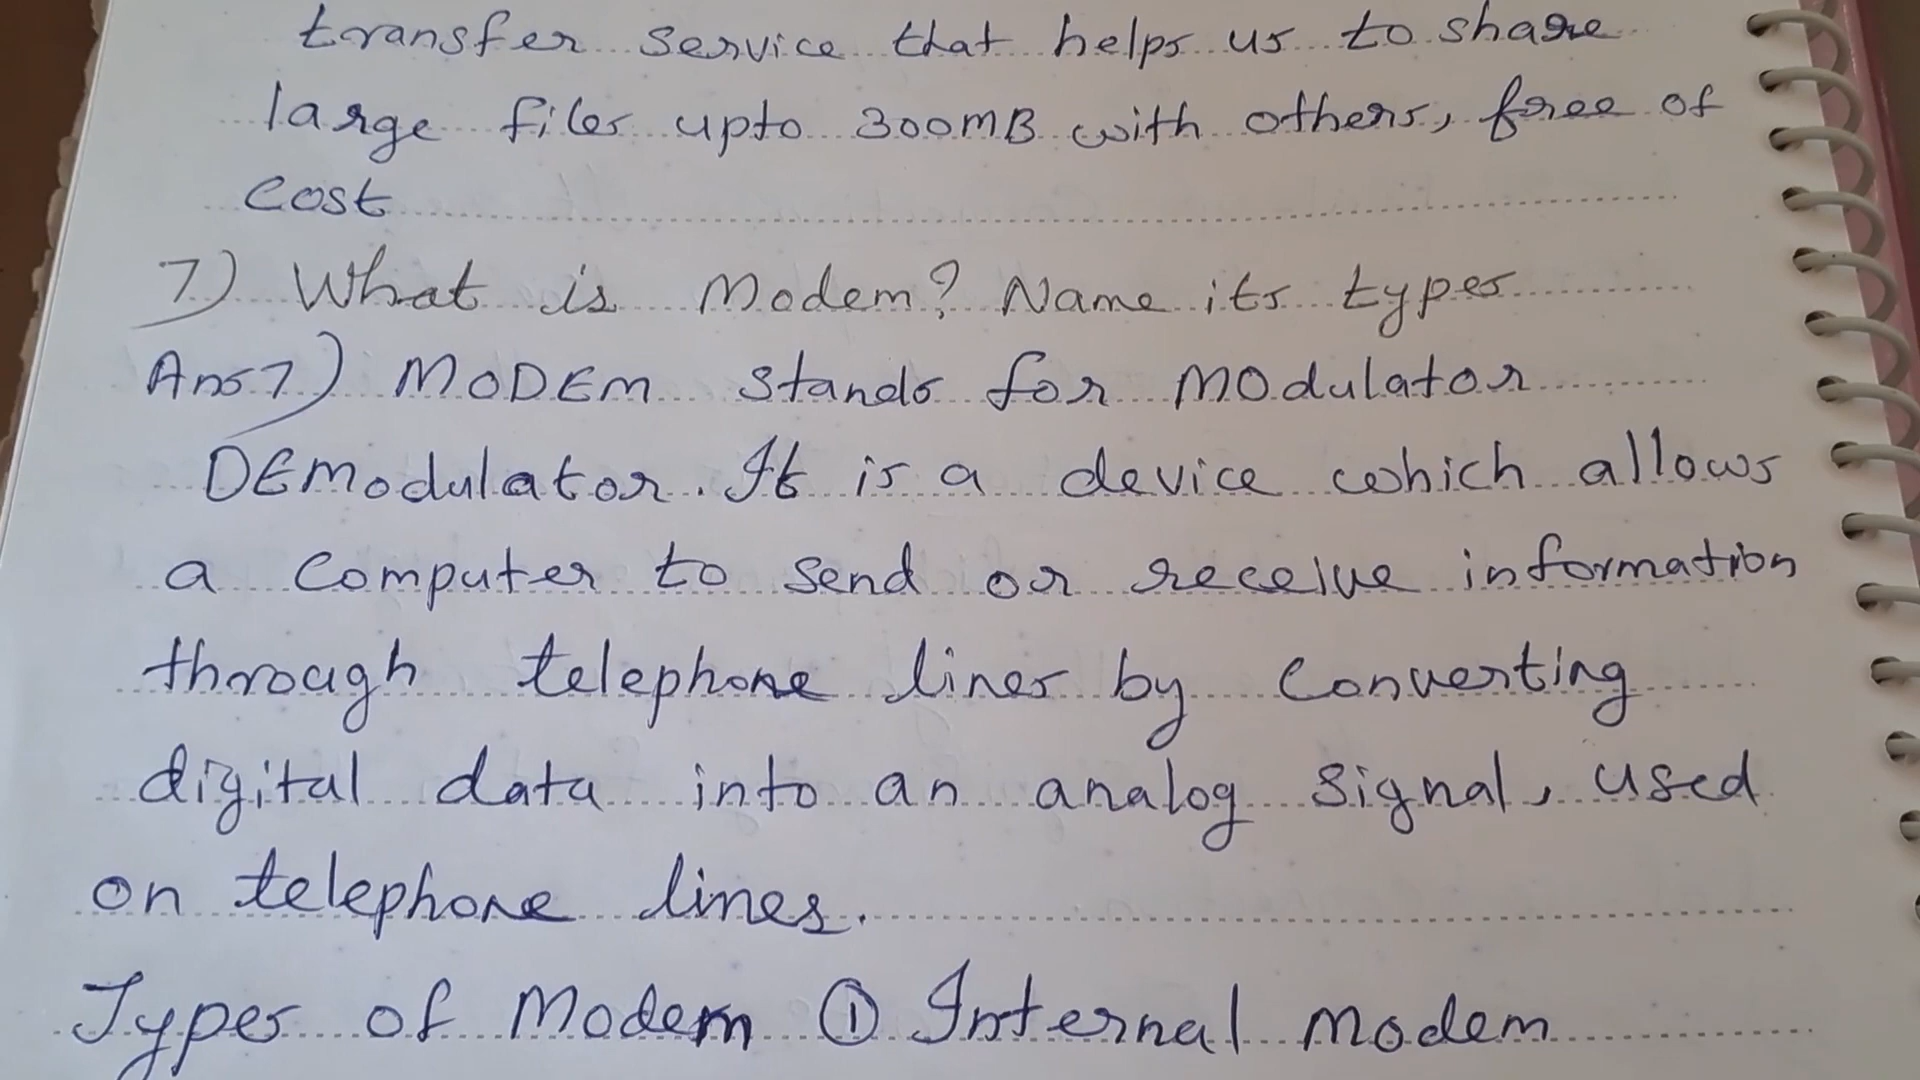 transfer service that helps us to share
large files upto 300MB with others, free of
cost
7) What is Modem? Name its types
Ans7) MODEM stands for MOdulator
DEModulator. It is a device which allows
a computer to send or receive information
through telephone lines by converting
digital data into an analog signal, used
on telephone lines.
Types of Modem ① Internal Modem